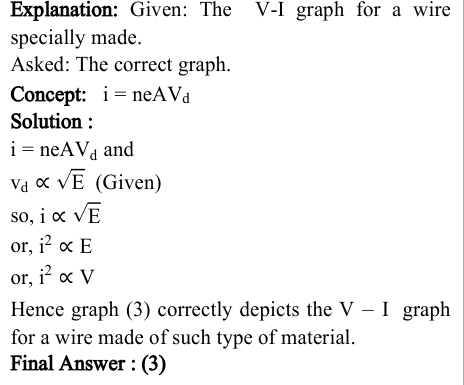 Explanation: Given: The V-I graph for a wire
specially made.
Asked: The correct graph.
Concept: i = neAVd
Solution :
i = neAVd and
vd ∝ √E (Given)
so, i ∝ √E
or, i² ∝ E
or, i² ∝ V
Hence graph (3) correctly depicts the V – I graph
for a wire made of such type of material.
Final Answer : (3)